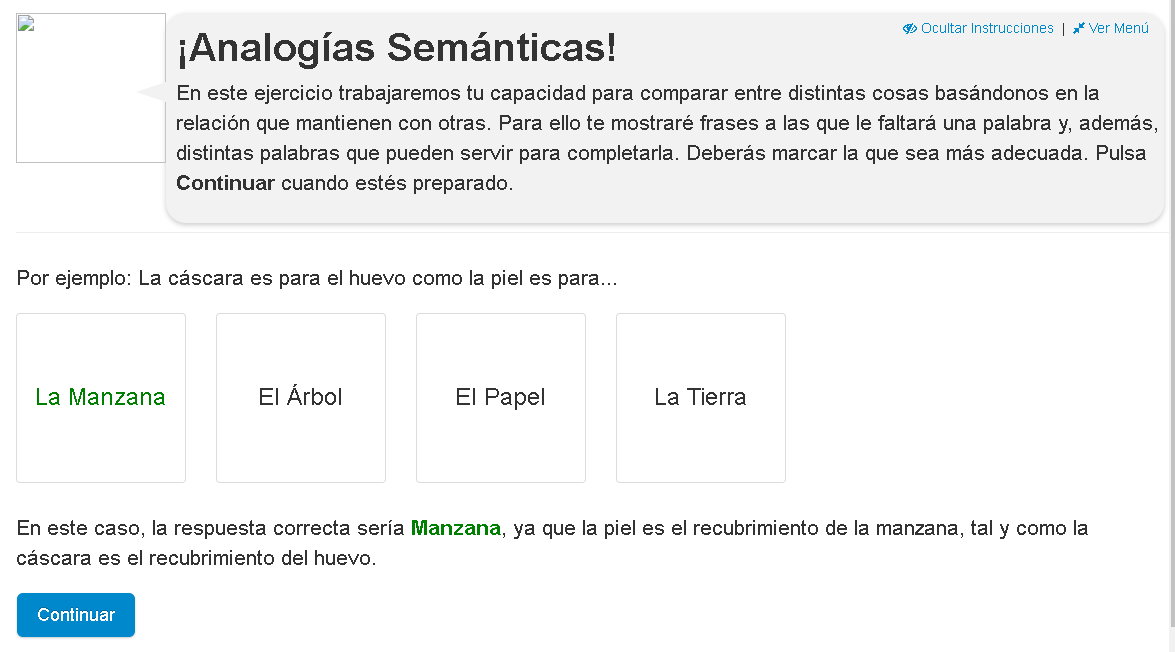 Ocultar Instrucciones | Ver Menú
¡Analogías Semánticas!
En este ejercicio trabajaremos tu capacidad para comparar entre distintas cosas basándonos en la
relación que mantienen con otras. Para ello te mostraré frases a las que le faltará una palabra y, además,
distintas palabras que pueden servir para completarla. Deberás marcar la que sea más adecuada. Pulsa
Continuar cuando estés preparado.
Por ejemplo: La cáscara es para el huevo como la piel es para...
La Manzana
El Árbol
El Papel
La Tierra
En este caso, la respuesta correcta sería Manzana, ya que la piel es el recubrimiento de la manzana, tal y como la
cáscara es el recubrimiento del huevo.
Continuar